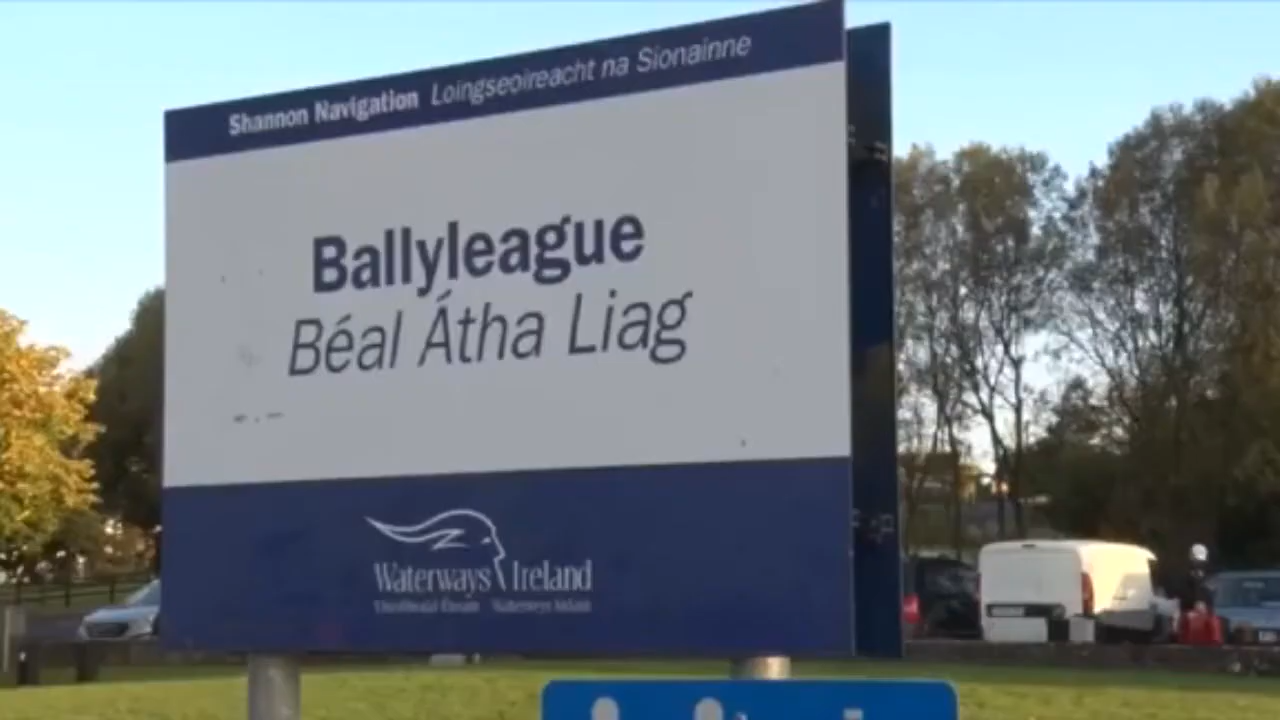 Shannon Navigation Loingseoireacht na Sionainne
Ballyleague
Béal Átha Liag
Waterways Ireland